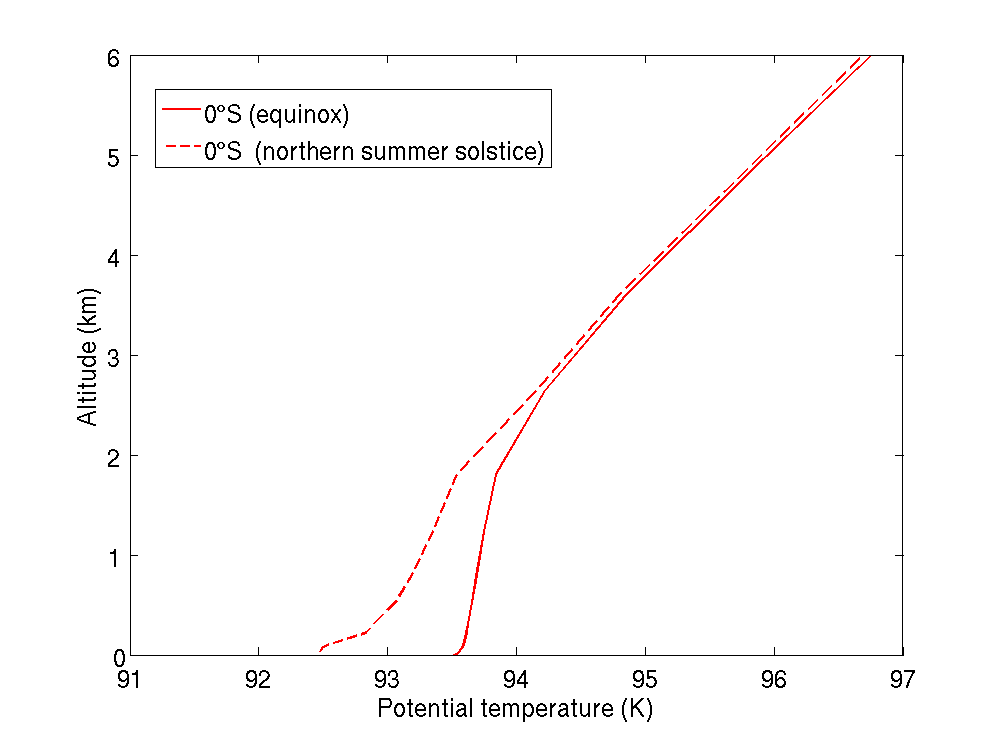 6
5
4
3
2
1
0
Altitude (km)
0°S (equinox)
0°S (northern summer solstice)
91 92 93 94 95 96 97
Potential temperature (K)